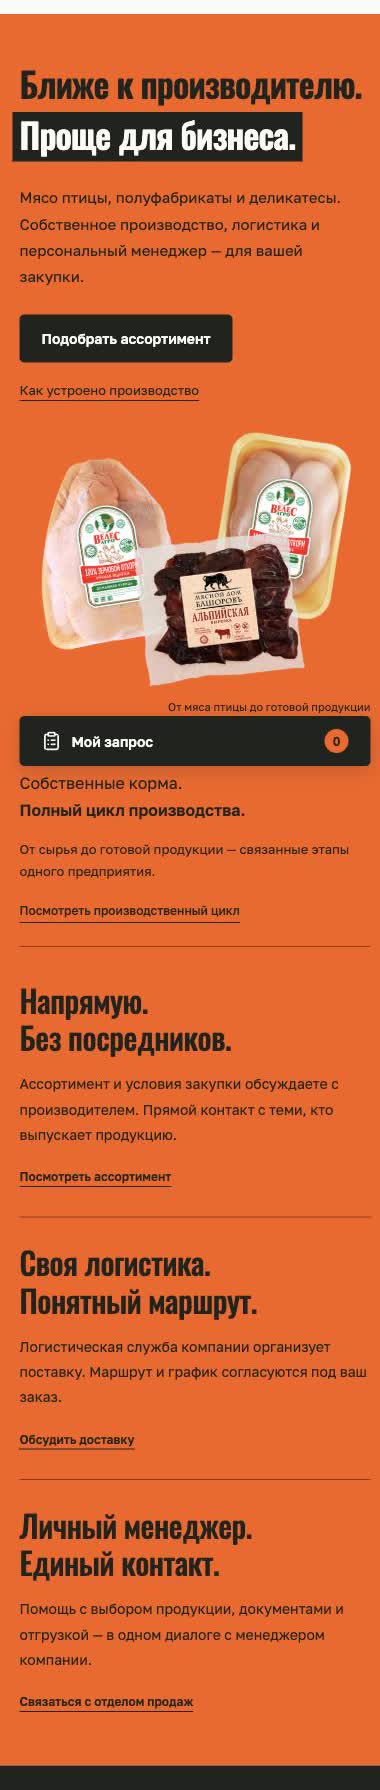 Ближе к производителю.
Проще для бизнеса.
Мясо птицы, полуфабрикаты и деликатесы.
Собственное производство, логистика и
персональный менеджер — для вашей
закупки.
Подобрать ассортимент
Как устроено производство
ВЕЛЕС
АГРО
100% ЗЕРНОВОЙ ОТКОРМ
ВЕЛЕС
АГРО
МЯСНОЙ ДОМ
БАШОРОВЪ
АЛЬПИЙСКАЯ
От мяса птицы до готовой продукции
Мой запрос
0
Собственные корма.
Полный цикл производства.
От сырья до готовой продукции — связанные этапы
одного предприятия.
Посмотреть производственный цикл
Напрямую.
Без посредников.
Ассортимент и условия закупки обсуждаете с
производителем. Прямой контакт с теми, кто
выпускает продукцию.
Посмотреть ассортимент
Своя логистика.
Понятный маршрут.
Логистическая служба компании организует
поставку. Маршрут и график согласуются под ваш
заказ.
Обсудить доставку
Личный менеджер.
Единый контакт.
Помощь с выбором продукции, документами и
отгрузкой — в одном диалоге с менеджером
компании.
Связаться с отделом продаж